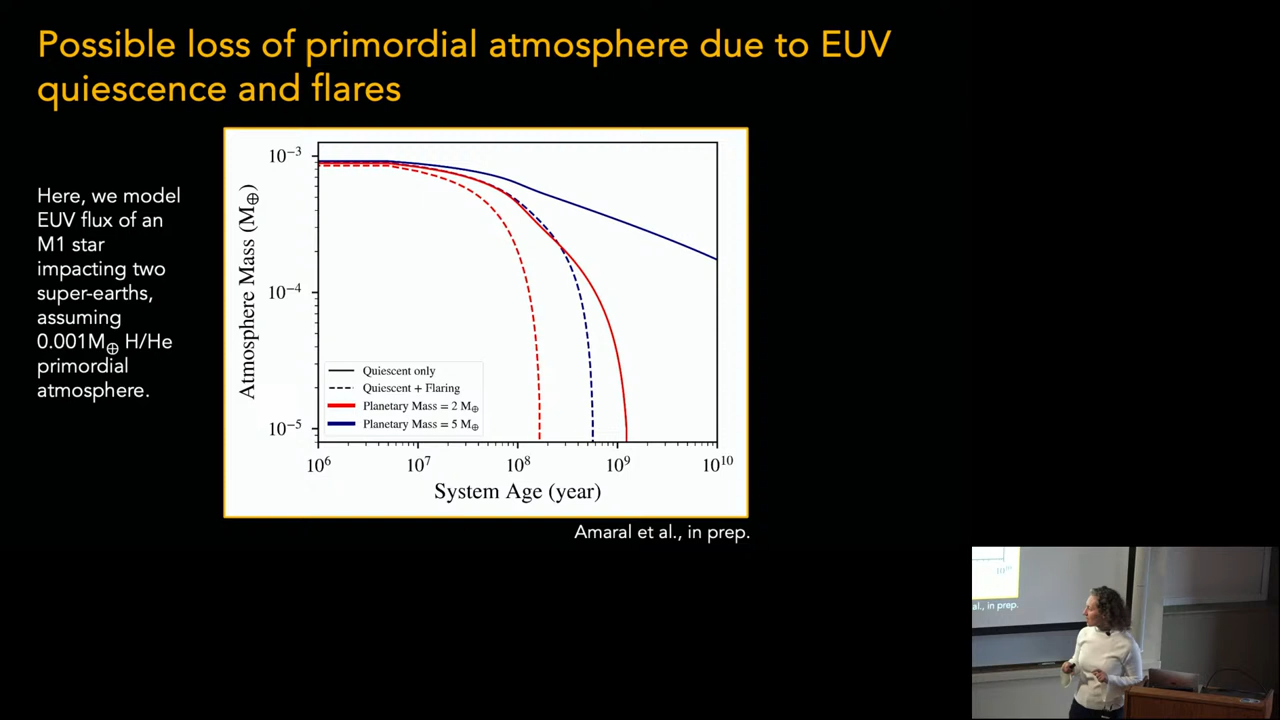 Possible loss of primordial atmosphere due to EUV
quiescence and flares
Here, we model
EUV flux of an
M1 star
impacting two
super-earths,
assuming
0.001M⊕ H/He
primordial
atmosphere.
Atmosphere Mass (M⊕)
10⁻³
10⁻⁴
10⁻⁵
Quiescent only
Quiescent + Flaring
Planetary Mass = 2 M⊕
Planetary Mass = 5 M⊕
10⁶ 10⁷ 10⁸ 10⁹ 10¹⁰
System Age (year)
Amaral et al., in prep.
10¹⁰
al., in prep.